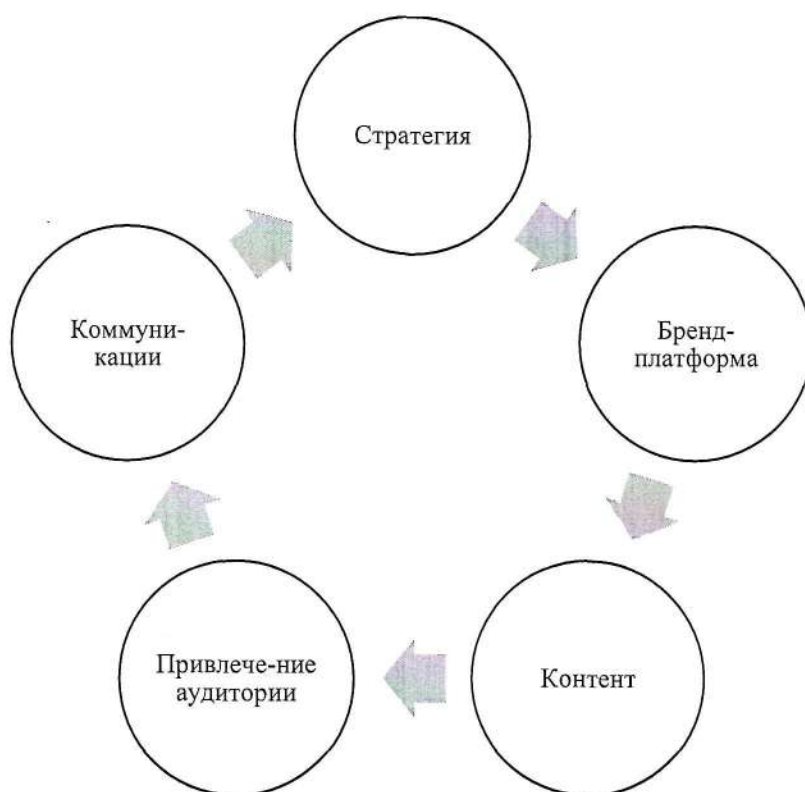 Стратегия
Бренд-
платформа
Контент
Привлече-ние
аудитории
Коммуни-
кации